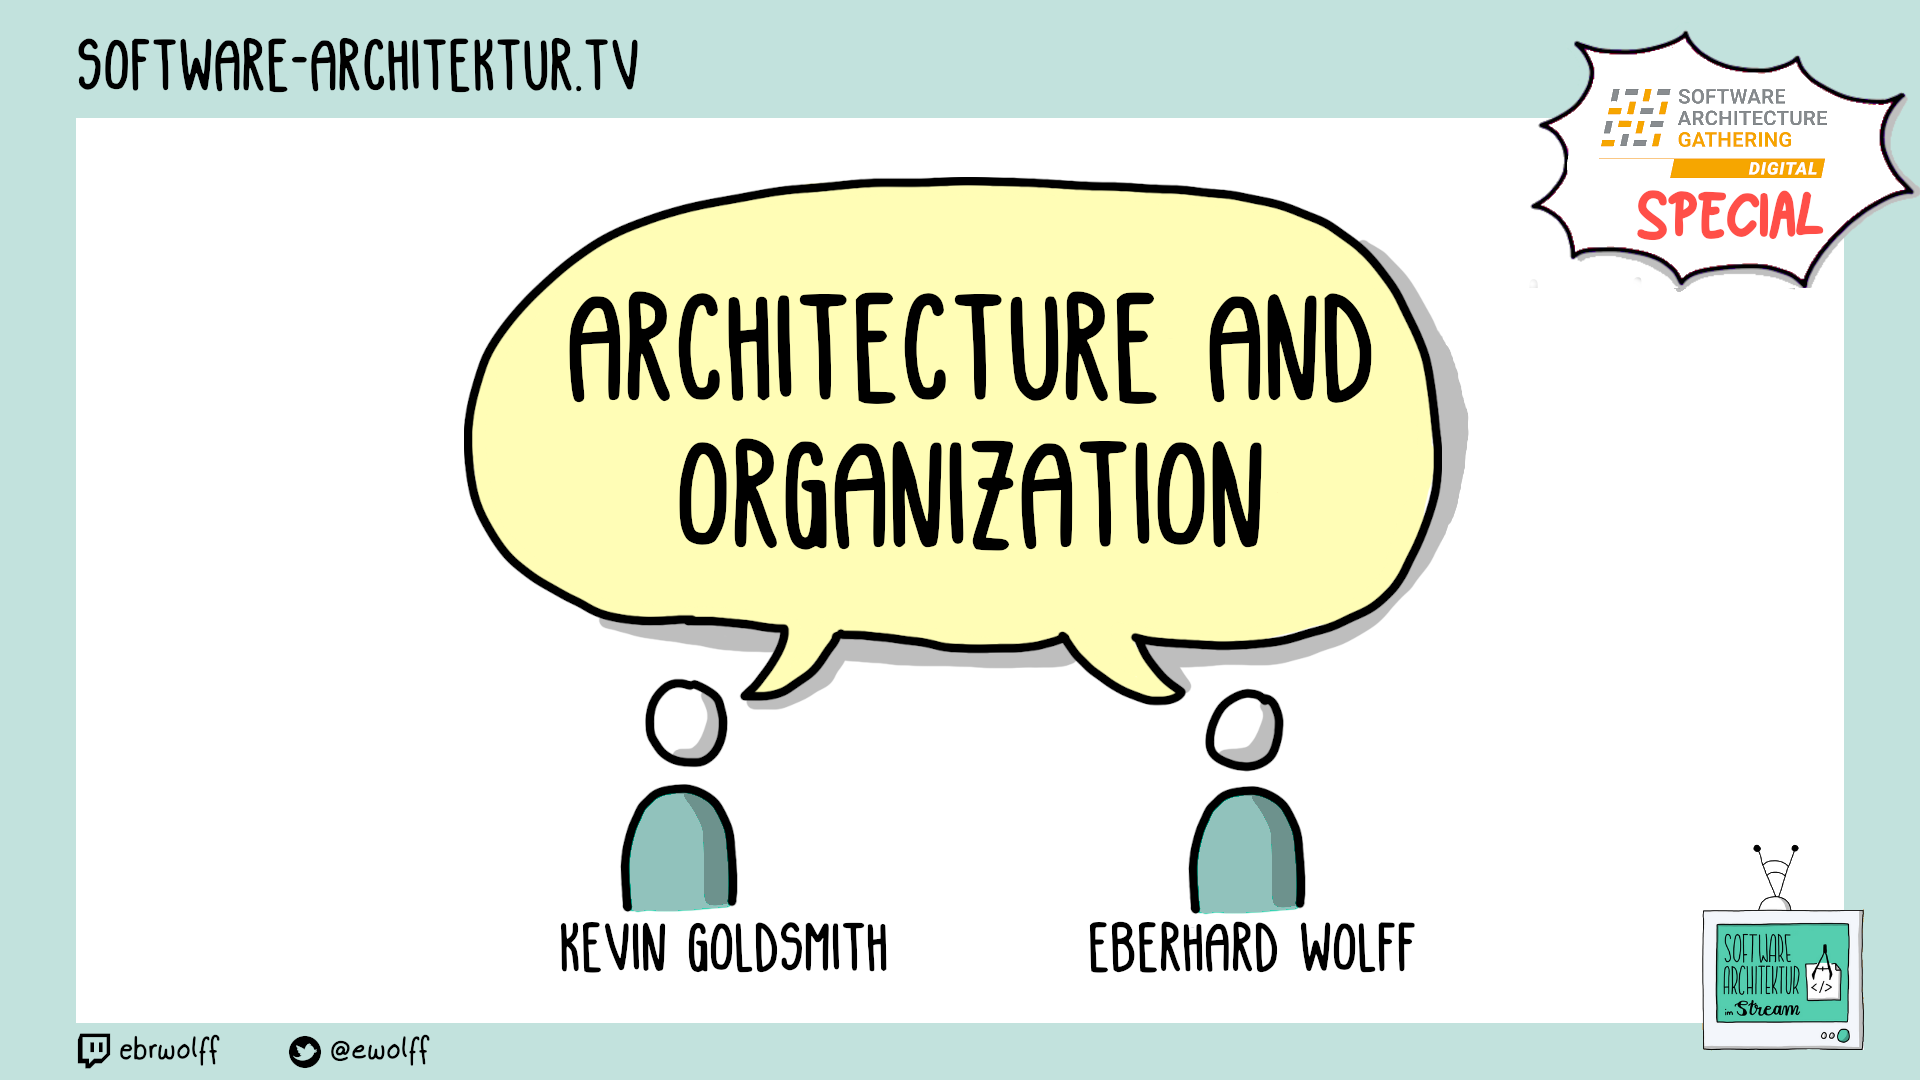 SOFTWARE-ARCHITEKTUR.TV
SOFTWARE
ARCHITECTURE
GATHERING
DIGITAL
SPECIAL
ARCHITECTURE AND
ORGANIZATION
KEVIN GOLDSMITH
EBERHARD WOLFF
SOFTWARE
ARCHITEKTUR
</>
im Stream
ebrwolff
@ewolff